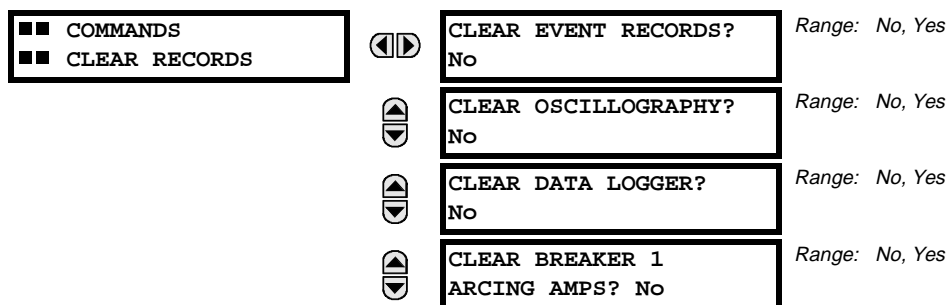 ■■ COMMANDS
■■ CLEAR RECORDS
CLEAR EVENT RECORDS?
No
Range: No, Yes
CLEAR OSCILLOGRAPHY?
No
Range: No, Yes
CLEAR DATA LOGGER?
No
Range: No, Yes
CLEAR BREAKER 1
ARCING AMPS? No
Range: No, Yes